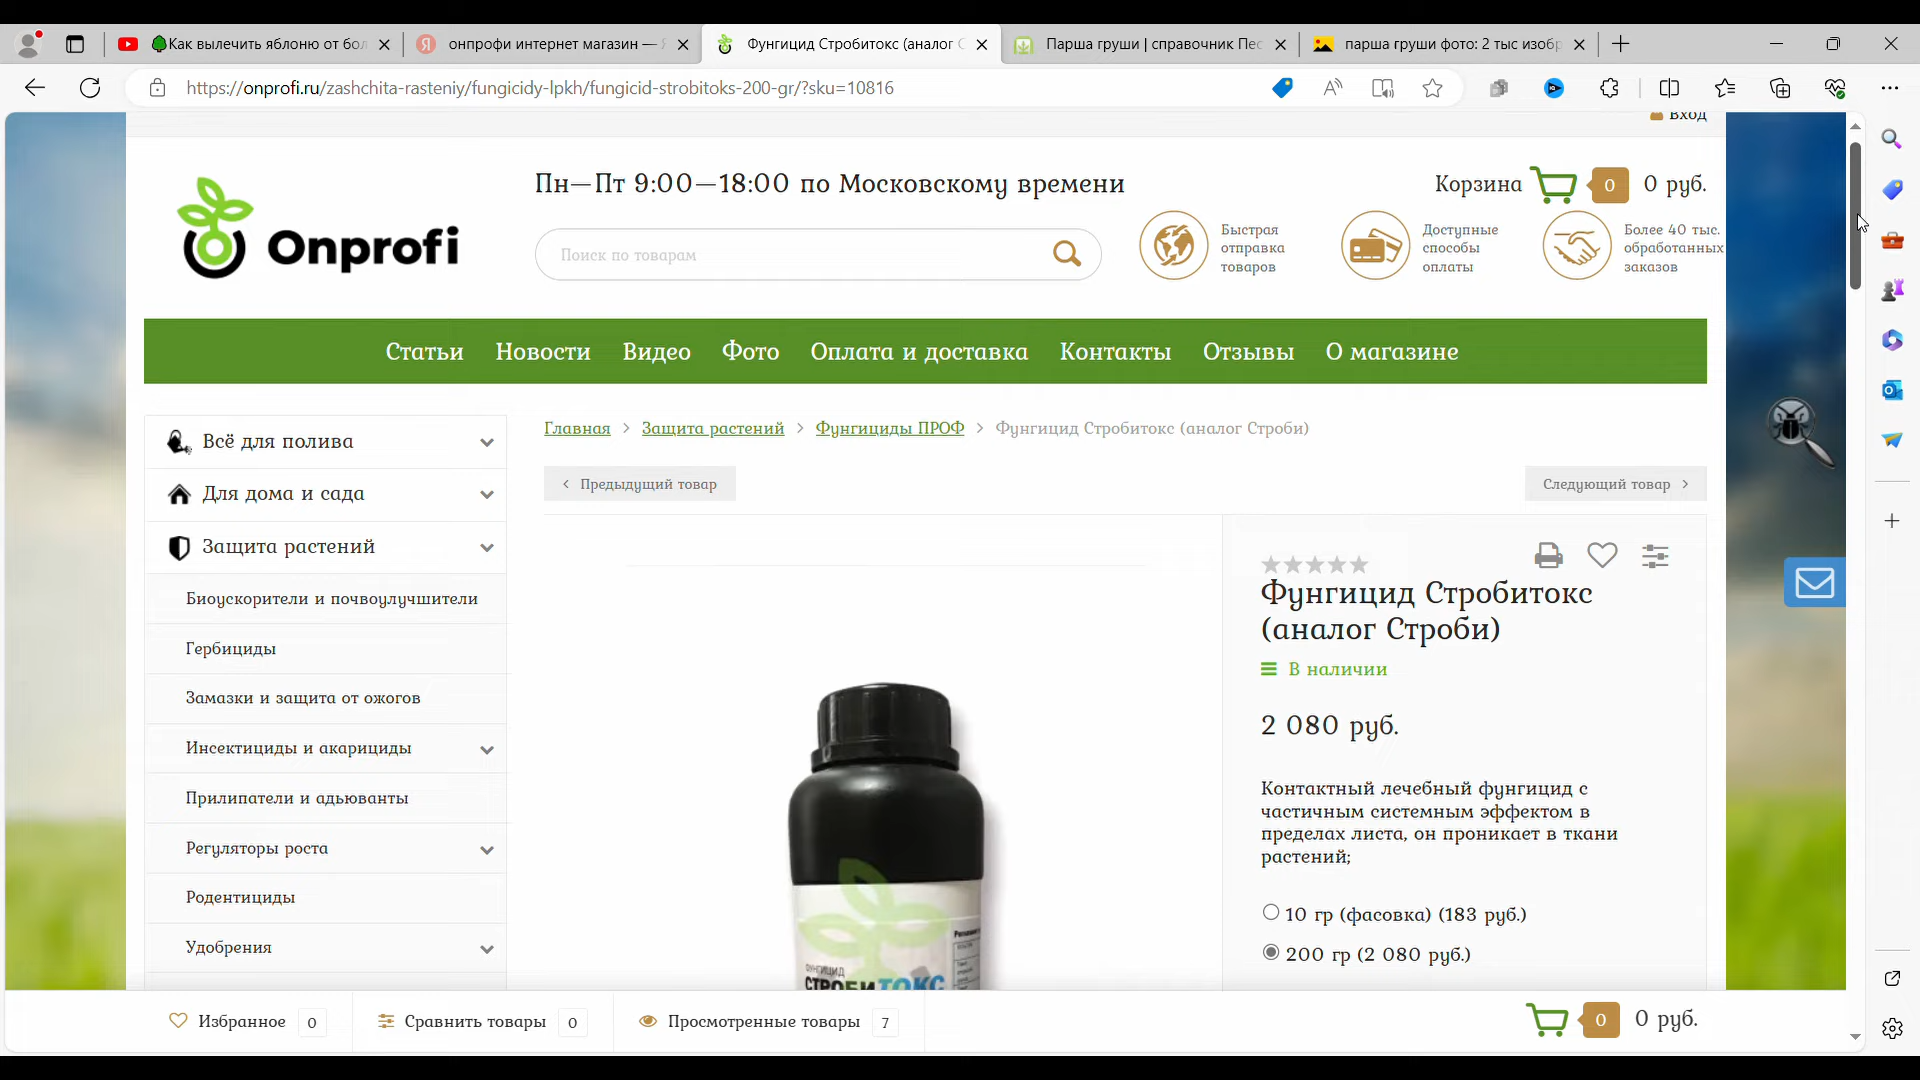 Как вылечить яблоню от бол
онпрофи интернет магазин —
Фунгицид Стробитокс (аналог С
Парша груши | справочник Пес
парша груши фото: 2 тыс изобр
https://onprofi.ru/zashchita-rasteniy/fungicidy-lpkh/fungicid-strobitoks-200-gr/?sku=10816
Вход
Onprofi
Пн—Пт 9:00—18:00 по Московскому времени
Поиск по товарам
Корзина 0 0 руб.
Быстрая
отправка
товаров
Доступные
способы
оплаты
Более 40 тыс.
обработанных
заказов
Статьи Новости Видео Фото Оплата и доставка Контакты Отзывы О магазине
Всё для полива
Для дома и сада
Защита растений
Биоускорители и почвоулучшители
Гербициды
Замазки и защита от ожогов
Инсектициды и акарициды
Прилипатели и адьюванты
Регуляторы роста
Родентициды
Удобрения
Главная > Защита растений > Фунгициды ПРОФ > Фунгицид Стробитокс (аналог Строби)
< Предыдущий товар
Следующий товар >
ФУНГИЦИД
СТРОБИТОКС
Фунгицид Стробитокс
(аналог Строби)
В наличии
2 080 руб.
Контактный лечебный фунгицид с
частичным системным эффектом в
пределах листа, он проникает в ткани
растений;
10 гр (фасовка) (183 руб.)
200 гр (2 080 руб.)
Избранное 0
Сравнить товары 0
Просмотренные товары 7
0 0 руб.